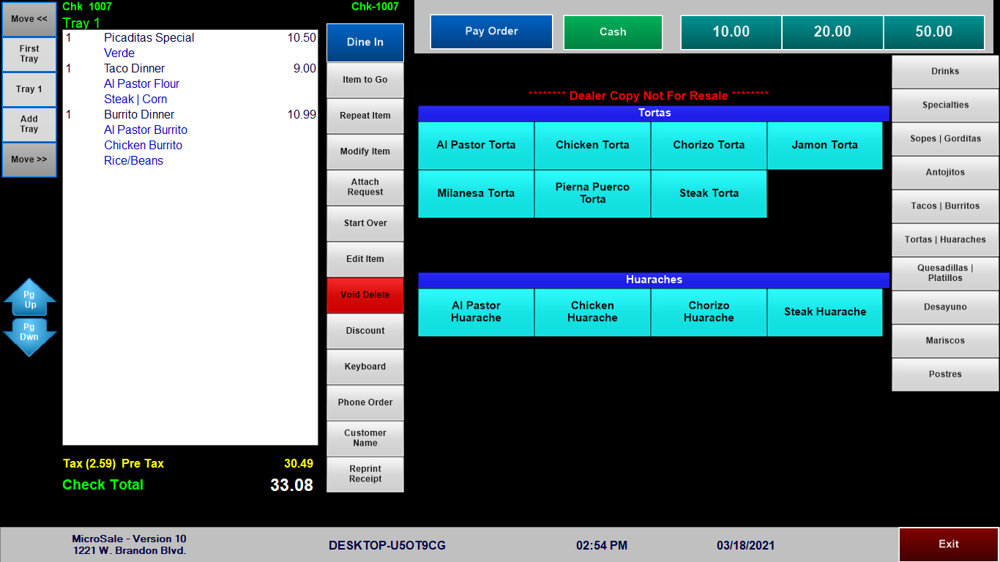 Move <<
First
Tray
Tray 1
Add
Tray
Move >>
Pg
Up
Pg
Dwn
Chk 1007
Chk-1007
Tray 1
1 Picaditas Special 10.50
Verde
1 Taco Dinner 9.00
Al Pastor Flour
Steak | Corn
1 Burrito Dinner 10.99
Al Pastor Burrito
Chicken Burrito
Rice/Beans
Tax (2.59) Pre Tax 30.49
Check Total 33.08
Dine In
Item to Go
Repeat Item
Modify Item
Attach
Request
Start Over
Edit Item
Void Delete
Discount
Keyboard
Phone Order
Customer
Name
Reprint
Receipt
Pay Order
Cash
10.00
20.00
50.00
******** Dealer Copy Not For Resale ********
Tortas
Al Pastor Torta
Chicken Torta
Chorizo Torta
Jamon Torta
Milanesa Torta
Pierna Puerco
Torta
Steak Torta
Huaraches
Al Pastor
Huarache
Chicken
Huarache
Chorizo
Huarache
Steak Huarache
Drinks
Specialties
Sopes | Gorditas
Antojitos
Tacos | Burritos
Tortas | Huaraches
Quesadillas |
Platillos
Desayuno
Mariscos
Postres
MicroSale - Version 10
1221 W. Brandon Blvd.
DESKTOP-U5OT9CG
02:54 PM
03/18/2021
Exit